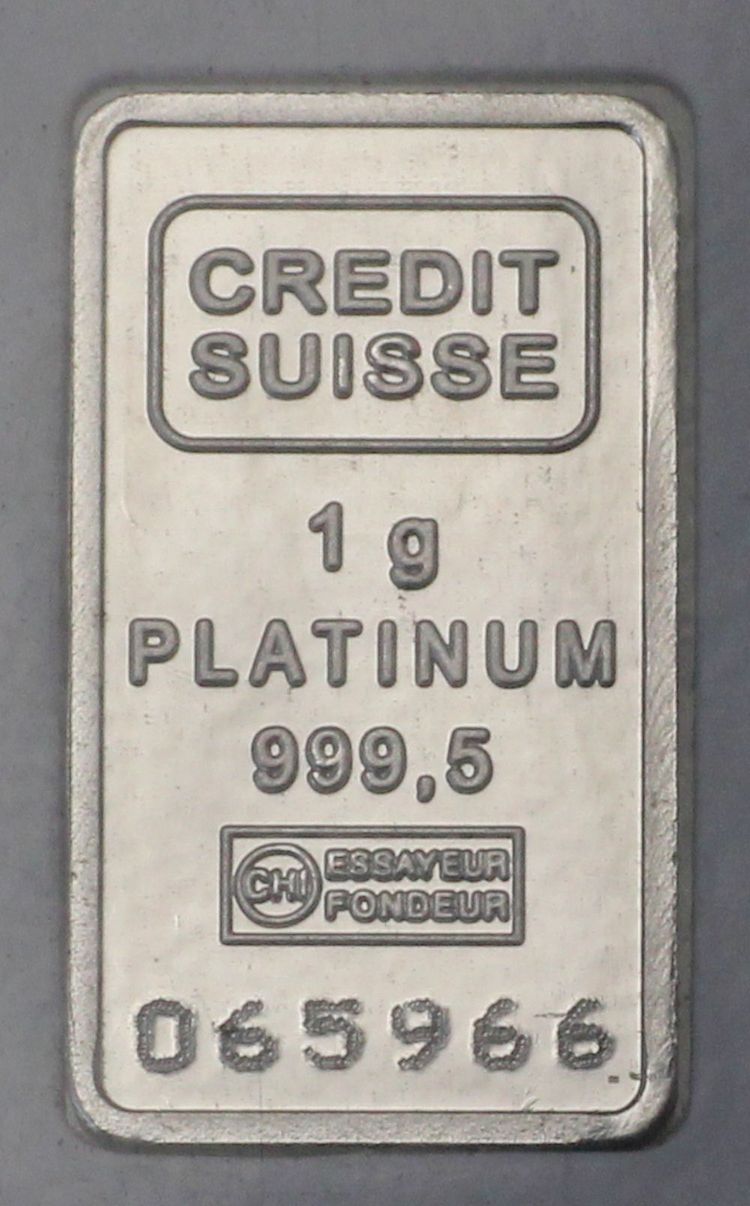 CREDIT
SUISSE
1 g
PLATINUM
999,5
CHI ESSAYEUR
FONDEUR
065966